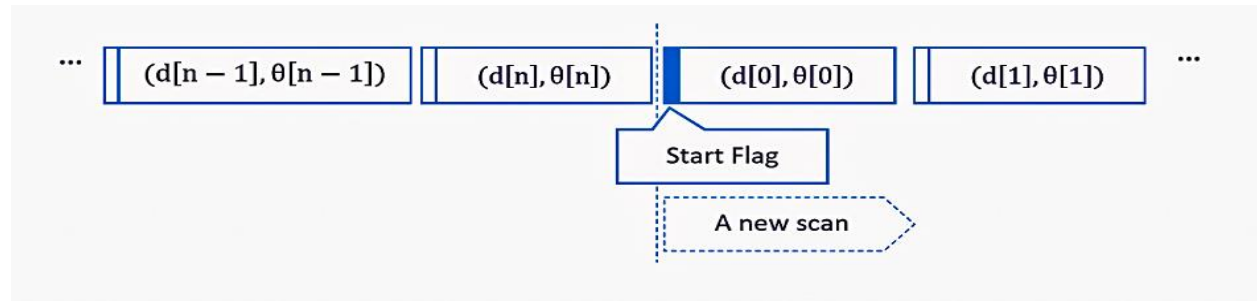 ... (d[n − 1], θ[n − 1]) (d[n], θ[n]) (d[0], θ[0]) (d[1], θ[1]) ...
Start Flag
A new scan